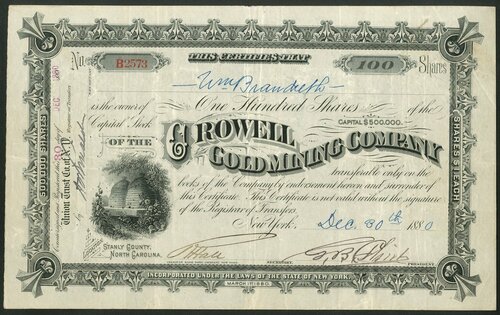 THIS CERTIFIES THAT
No B2573
100 Shares
Wm Brandreth
is the owner of One Hundred Shares of the
Capital Stock
CAPITAL $500,000.
OF THE
CROWELL
GOLD MINING COMPANY
transferable only on the
books of the Company by endorsement hereon and surrender of
this Certificate. This Certificate is not valid without the signature
of the Registrar of Transfers.
New York, Dec. 30th 1880
STANLY COUNTY,
NORTH CAROLINA.
SECRETARY.
INCORPORATED UNDER THE LAWS OF THE STATE OF NEW YORK.
MARCH 1st 1880.
SHARES 500,000
SHARES $1. EACH
Union Trust Co. of N.Y.